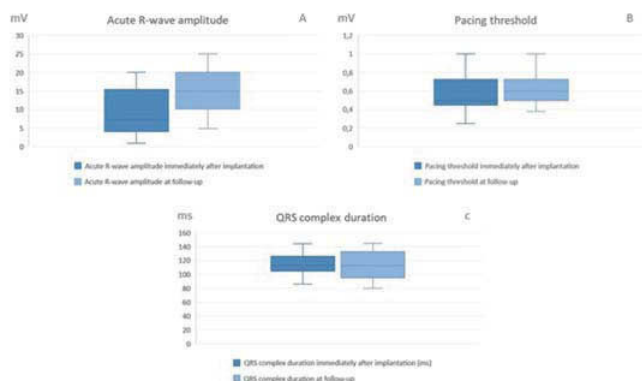 mV
Acute R-wave amplitude
A
30
25
20
15
10
5
0
Acute R-wave amplitude immediately after implantation
Acute R-wave amplitude at follow-up
mV
Pacing threshold
B
1,2
1
0,8
0,6
0,4
0,2
0
Pacing threshold immediately after implantation
Pacing threshold at follow-up
ms
QRS complex duration
c
160
140
120
100
80
60
40
20
0
QRS complex duration immediately after implantation (ms)
QRS complex duration at follow-up